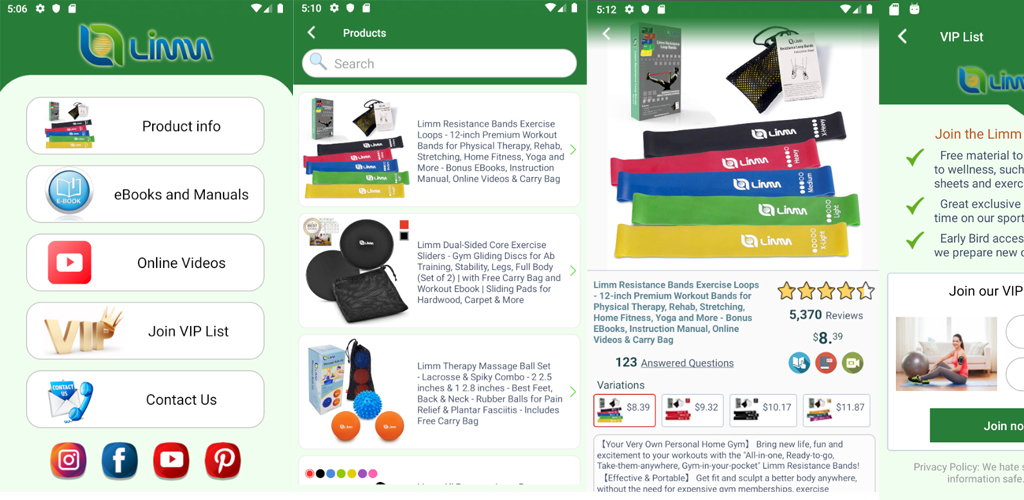 5:06
LiMM
Product info
E-BOOK
eBooks and Manuals
Online Videos
VIP
Join VIP List
CONTACT
US
Contact Us
5:10
Products
Search
Limm Resistance Bands Exercise
Loops - 12-inch Premium Workout
Bands for Physical Therapy, Rehab,
Stretching, Home Fitness, Yoga and
More - Bonus EBooks, Instruction
Manual, Online Videos & Carry Bag
Limm Dual-Sided Core Exercise
Sliders - Gym Gliding Discs for Ab
Training, Stability, Legs, Full Body
(Set of 2) | with Free Carry Bag and
Workout Ebook | Sliding Pads for
Hardwood, Carpet & More
Limm Therapy Massage Ball Set
- Lacrosse & Spiky Combo - 2 2.5
inches & 1 2.8 inches - Best Feet,
Back & Neck - Rubber Balls for Pain
Relief & Plantar Fasciitis - Includes
Free Carry Bag
5:12
LiMM X-Heavy
LiMM Heavy
LiMM Medium
LiMM Light
LiMM X-Light
Limm Resistance Bands Exercise Loops
- 12-inch Premium Workout Bands for
Physical Therapy, Rehab, Stretching,
Home Fitness, Yoga and More - Bonus
EBooks, Instruction Manual, Online
Videos & Carry Bag
5,370 Reviews
$8.39
123 Answered Questions
Variations
$8.39
$9.32
$10.17
$11.87
【Your Very Own Personal Home Gym】 Bring new life, fun and
excitement to your workouts with the "All-in-one, Ready-to-go,
Take-them-anywhere, Gym-in-your-pocket" Limm Resistance Bands!
【Effective & Portable】 Get fit and sculpt a better body anywhere,
without the need for expensive gym memberships, exercise
VIP List
Join the Limm
Free material to
to wellness, such
sheets and exerc
Great exclusive
time on our sport
Early Bird acces
we prepare new
Join our VIP
Join no
Privacy Policy: We hate s
information safe.